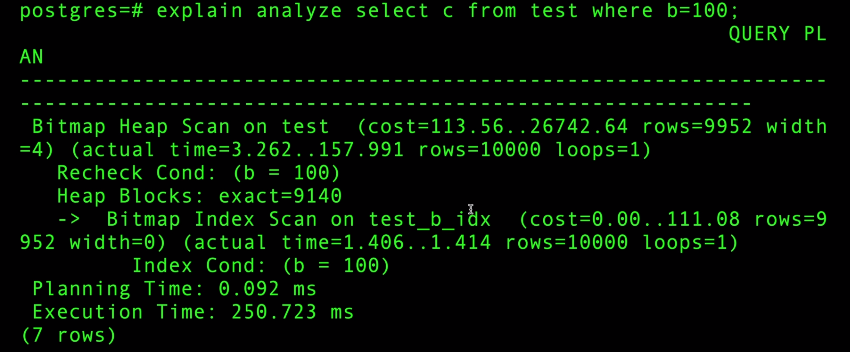 postgres=# explain analyze select c from test where b=100;
QUERY PL
AN
-----------------------------------------------------------------
-----------------------------------------------------------
Bitmap Heap Scan on test  (cost=113.56..26742.64 rows=9952 width
=4) (actual time=3.262..157.991 rows=10000 loops=1)
Recheck Cond: (b = 100)
Heap Blocks: exact=9140
->  Bitmap Index Scan on test_b_idx  (cost=0.00..111.08 rows=9
952 width=0) (actual time=1.406..1.414 rows=10000 loops=1)
Index Cond: (b = 100)
Planning Time: 0.092 ms
Execution Time: 250.723 ms
(7 rows)